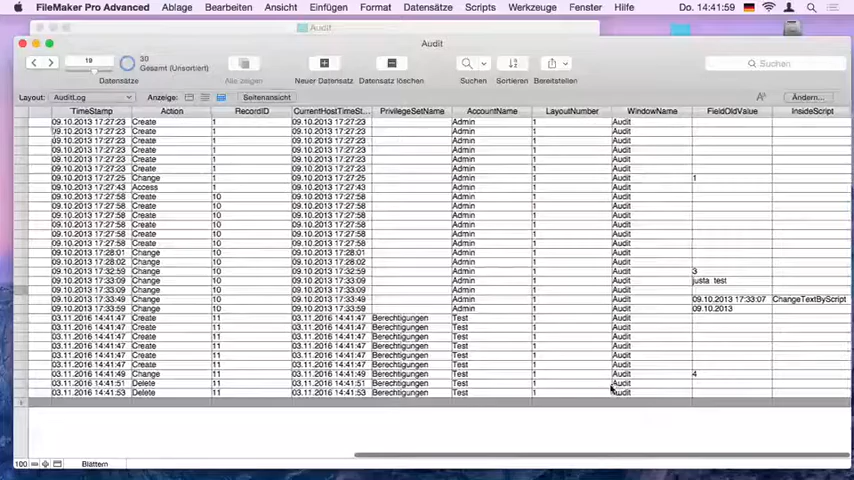 FileMaker Pro Advanced Ablage Bearbeiten Ansicht Einfügen Format Datensätze Scripts Werkzeuge Fenster Hilfe Do. 14:41:59
Audit
Audit
19 30 Gesamt (Unsortiert)
Datensätze Alle zeigen Neuer Datensatz Datensatz löschen Suchen Sortieren Bereitstellen Suchen
Layout: AuditLog Anzeige: Seitenansicht Ändern...
TimeStamp Action RecordID CurrentHostTimeSt... PrivilegeSetName AccountName LayoutNumber WindowName FieldOldValue InsideScript
09.10.2013 17:27:23 Create 1 09.10.2013 17:27:23 Admin 1 Audit
09.10.2013 17:27:23 Create 1 09.10.2013 17:27:23 Admin 1 Audit
09.10.2013 17:27:23 Create 1 09.10.2013 17:27:23 Admin 1 Audit
09.10.2013 17:27:23 Create 1 09.10.2013 17:27:23 Admin 1 Audit
09.10.2013 17:27:23 Create 1 09.10.2013 17:27:23 Admin 1 Audit
09.10.2013 17:27:23 Create 1 09.10.2013 17:27:23 Admin 1 Audit
09.10.2013 17:27:25 Change 1 09.10.2013 17:27:25 Admin 1 Audit 1
09.10.2013 17:27:43 Access 1 09.10.2013 17:27:43 Admin 1 Audit
09.10.2013 17:27:58 Create 10 09.10.2013 17:27:58 Admin 1 Audit
09.10.2013 17:27:58 Create 10 09.10.2013 17:27:58 Admin 1 Audit
09.10.2013 17:27:58 Create 10 09.10.2013 17:27:58 Admin 1 Audit
09.10.2013 17:27:58 Create 10 09.10.2013 17:27:58 Admin 1 Audit
09.10.2013 17:27:58 Create 10 09.10.2013 17:27:58 Admin 1 Audit
09.10.2013 17:27:58 Create 10 09.10.2013 17:27:58 Admin 1 Audit
09.10.2013 17:28:01 Change 10 09.10.2013 17:28:01 Admin 1 Audit
09.10.2013 17:28:02 Change 10 09.10.2013 17:28:02 Admin 1 Audit
09.10.2013 17:32:59 Change 10 09.10.2013 17:32:59 Admin 1 Audit 3
09.10.2013 17:33:09 Change 10 09.10.2013 17:33:09 Admin 1 Audit justa test
09.10.2013 17:33:09 Change 10 09.10.2013 17:33:09 Admin 1 Audit
09.10.2013 17:33:49 Change 10 09.10.2013 17:33:49 Admin 1 Audit 09.10.2013 17:33:07 ChangeTextByScript
09.10.2013 17:33:59 Change 10 09.10.2013 17:33:59 Admin 1 Audit 09.10.2013
03.11.2016 14:41:47 Create 11 03.11.2016 14:41:47 Berechtigungen Test 1 Audit
03.11.2016 14:41:47 Create 11 03.11.2016 14:41:47 Berechtigungen Test 1 Audit
03.11.2016 14:41:47 Create 11 03.11.2016 14:41:47 Berechtigungen Test 1 Audit
03.11.2016 14:41:47 Create 11 03.11.2016 14:41:47 Berechtigungen Test 1 Audit
03.11.2016 14:41:47 Create 11 03.11.2016 14:41:47 Berechtigungen Test 1 Audit
03.11.2016 14:41:47 Create 11 03.11.2016 14:41:47 Berechtigungen Test 1 Audit
03.11.2016 14:41:49 Change 11 03.11.2016 14:41:49 Berechtigungen Test 1 Audit 4
03.11.2016 14:41:51 Delete 11 03.11.2016 14:41:51 Berechtigungen Test 1 Audit
03.11.2016 14:41:53 Delete 11 03.11.2016 14:41:53 Berechtigungen Test 1 Audit
100 Blättern